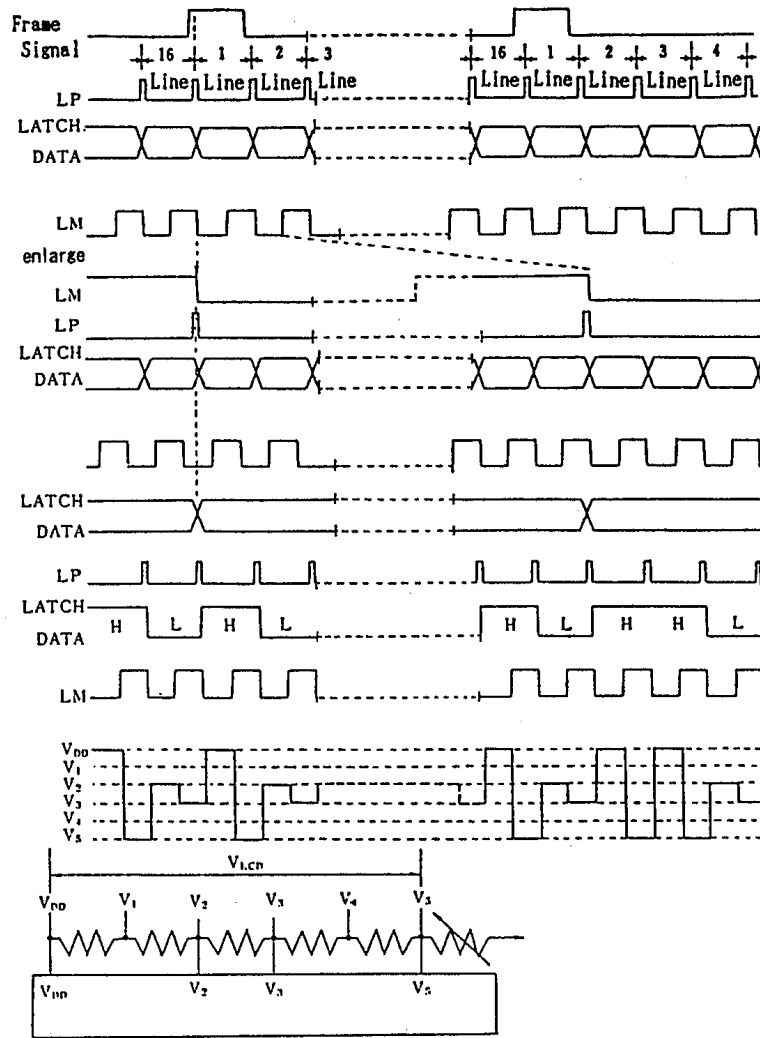 Frame
Signal
16 1 2 3 16 1 2 3 4
Line Line Line Line Line Line Line Line
LP
LATCH.
DATA
LM
enlarge
LM
LP
LATCH
DATA
LATCH
DATA
LP
LATCH
DATA
H L H L H L H H L
LM
VDD
V1
V2
V3
V4
V5
VLCD
VDD V1 V2 V3 V4 V5
VDD V2 V3 V5